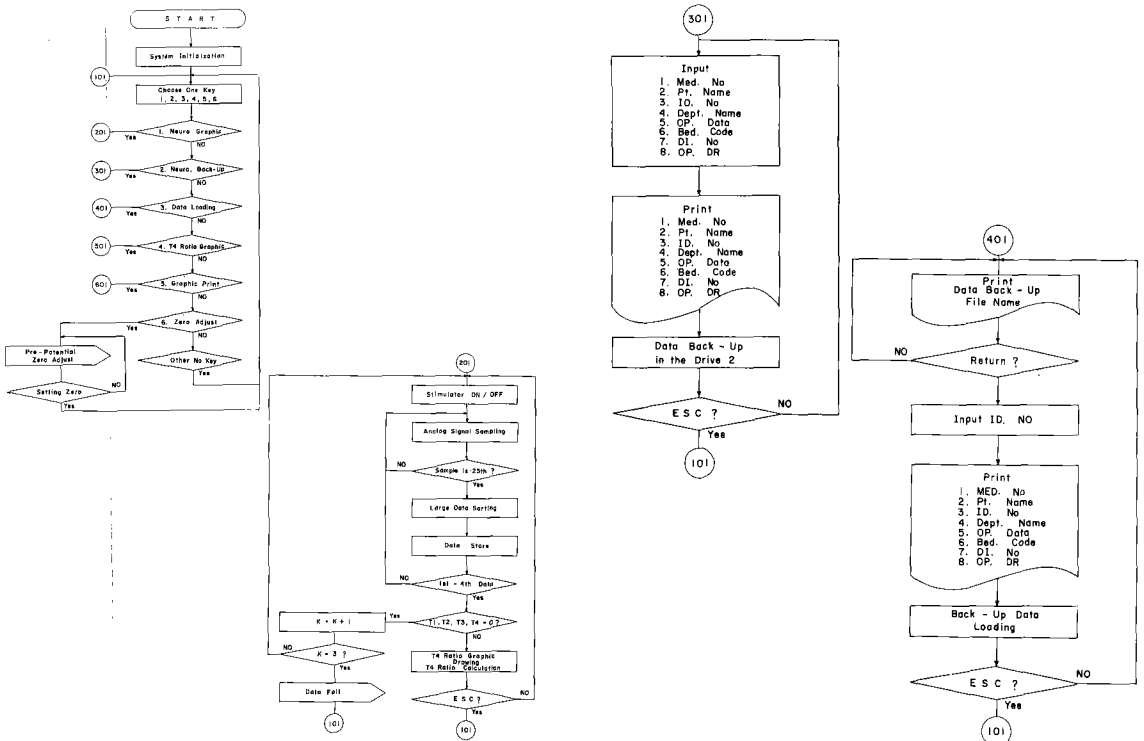 START
System Initialization
101
Choose One Key
1, 2, 3, 4, 5, 6
201
Yes
1. Neuro Graphic
NO
301
Yes
2. Neuro. Back-Up
NO
401
Yes
3. Data Loading
NO
501
Yes
4. T4 Ratio Graphic
NO
601
Yes
5. Graphic Print
NO
Yes
6. Zero Adjust
NO
Pre-Potential
Zero Adjust
Other No Key
Yes
Setting Zero
NO
Yes
201
Stimulator ON / OFF
Analog Signal Sampling
NO
Sample is 25th ?
Yes
Large Data Sorting
Data Store
NO
1st - 4th Data
Yes
K = K + 1
Yes
T1, T2, T3, T4 = 0 ?
NO
NO
K = 3 ?
Yes
T4 Ratio Graphic
Drawing
T4 Ratio Calculation
Data Fail
ESC ?
NO
Yes
101
101
301
Input
1. Med. No
2. Pt. Name
3. ID. No
4. Dept. Name
5. OP. Data
6. Bed. Code
7. DI. No
8. OP. DR
Print
1. Med. No
2. Pt. Name
3. ID. No
4. Dept. Name
5. OP. Data
6. Bed. Code
7. DI. No
8. OP. DR
Data Back - Up
in the Drive 2
ESC ?
NO
Yes
101
401
Print
Data Back - Up
File Name
NO
Return ?
Input ID. NO
Print
1. MED. No
2. Pt. Name
3. ID. No
4. Dept. Name
5. OP. Data
6. Bed. Code
7. DI. No
8. OP. DR
Back - Up Data
Loading
ESC ?
NO
Yes
101